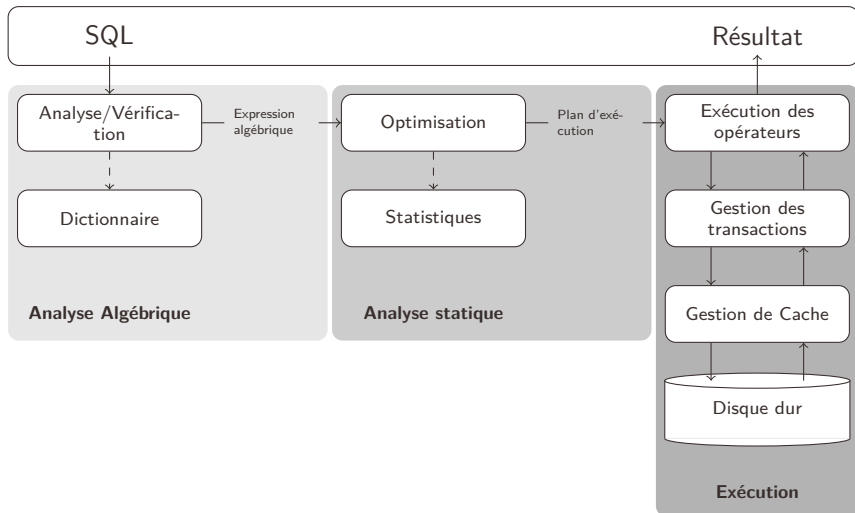 SQL
Résultat
Analyse/Vérifica-
tion
Expression
algébrique
Optimisation
Plan d'exé-
cution
Exécution des
opérateurs
Dictionnaire
Statistiques
Gestion des
transactions
Analyse Algébrique
Analyse statique
Gestion de Cache
Disque dur
Exécution